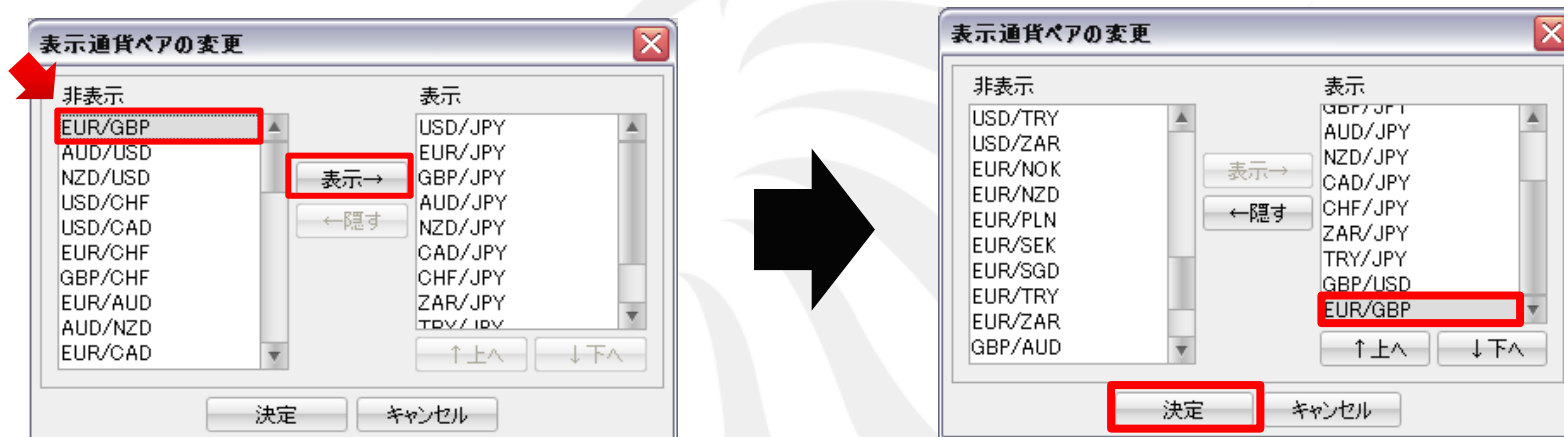 表示通貨ペアの変更
非表示
EUR/GBP
AUD/USD
NZD/USD
USD/CHF
USD/CAD
EUR/CHF
GBP/CHF
EUR/AUD
AUD/NZD
EUR/CAD
表示→
←隠す
表示
USD/JPY
EUR/JPY
GBP/JPY
AUD/JPY
NZD/JPY
CAD/JPY
CHF/JPY
ZAR/JPY
TRY/JPY
↑上へ ↓下へ
決定 キャンセル
表示通貨ペアの変更
非表示
USD/TRY
USD/ZAR
EUR/NOK
EUR/NZD
EUR/PLN
EUR/SEK
EUR/SGD
EUR/TRY
EUR/ZAR
GBP/AUD
表示→
←隠す
表示
GBP/JPY
AUD/JPY
NZD/JPY
CAD/JPY
CHF/JPY
ZAR/JPY
TRY/JPY
GBP/USD
EUR/GBP
↑上へ ↓下へ
決定 キャンセル